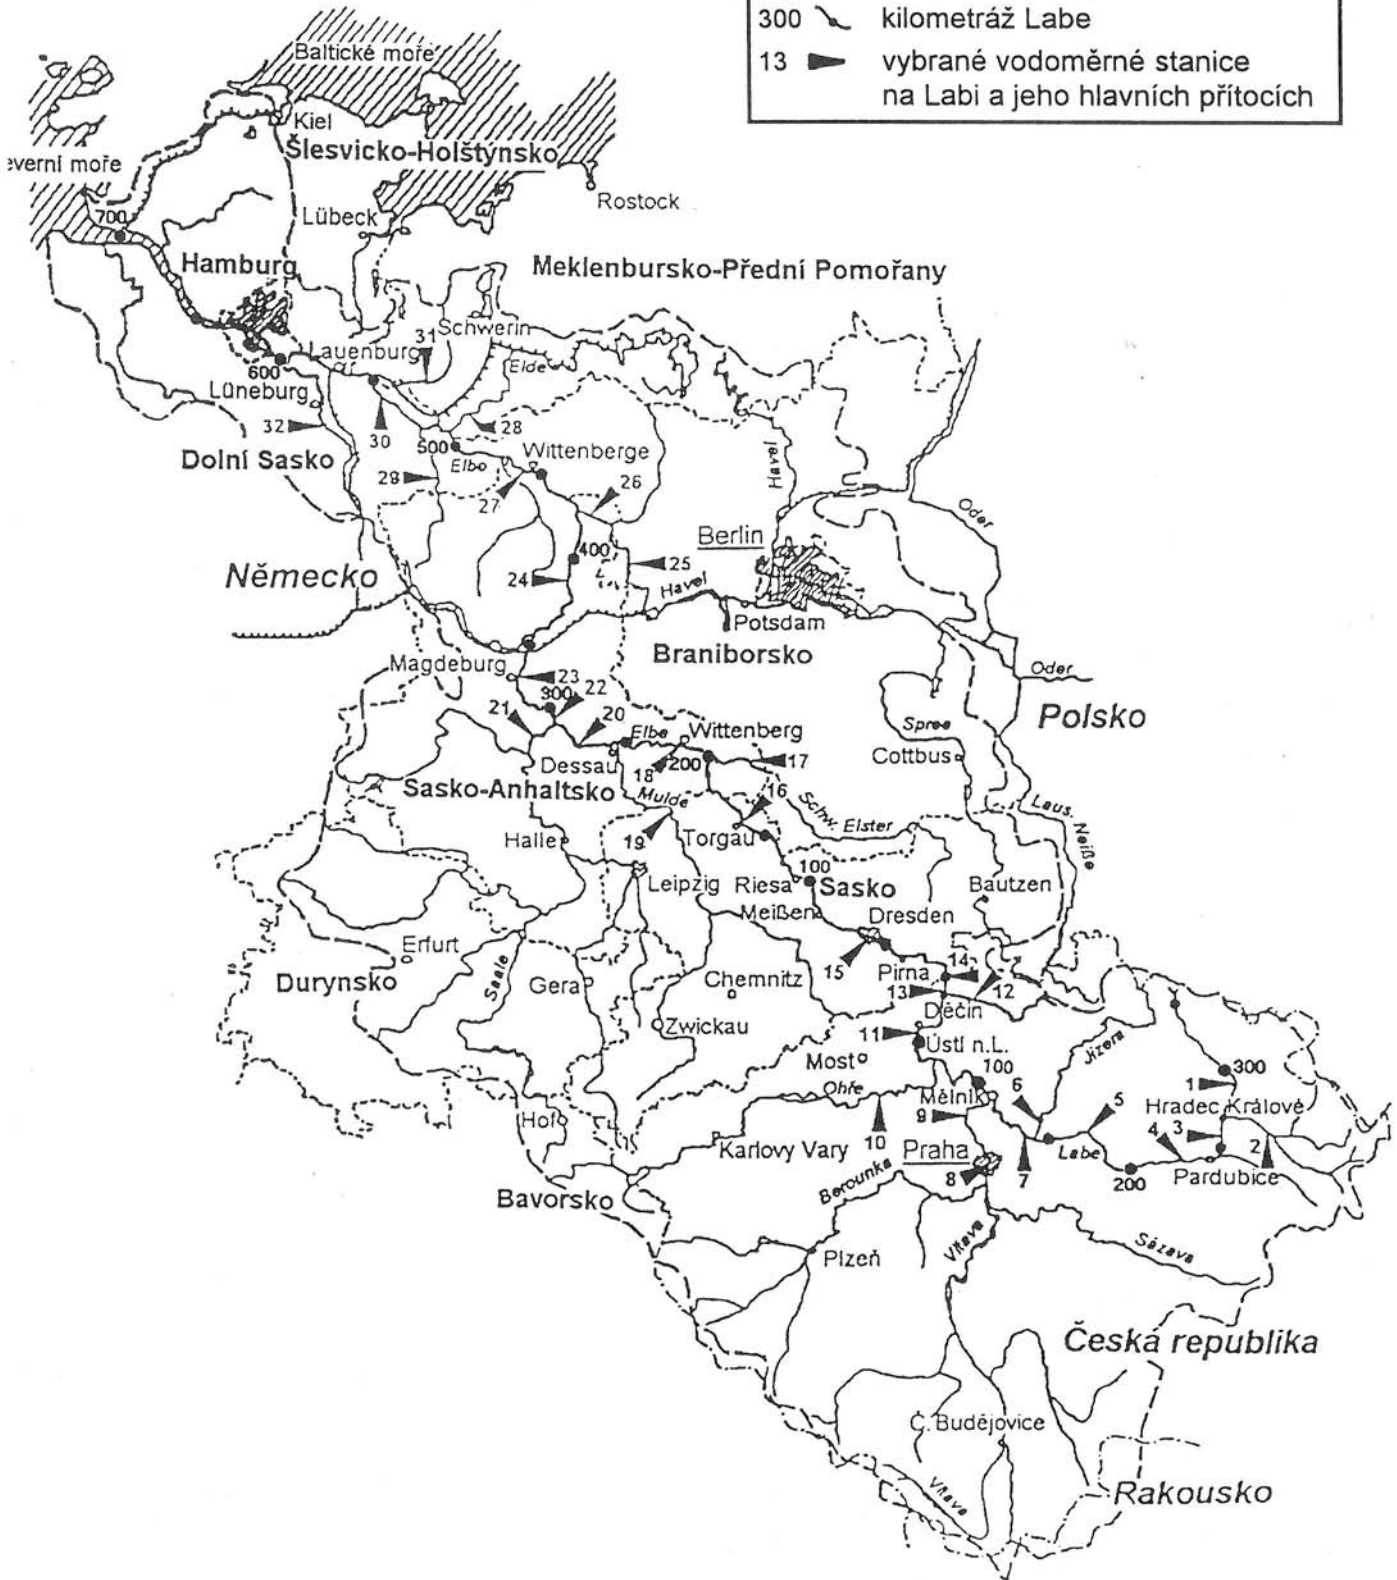 300 kilometráž Labe
13 vybrané vodoměrné stanice
na Labi a jeho hlavních přítocích
Baltické moře
Kiel
Šlesvicko-Holštýnsko
everní moře
Rostock
700
Lübeck
Hamburg
Meklenbursko-Přední Pomořany
31
Schwerin
Lauenburg
Elde
600
Lüneburg
32
30
28
500
Dolní Sasko
Elbo
Wittenberge
Havel
29
27
26
Oder
Berlin
400
Německo
24
25
Havel
Potsdam
Braniborsko
Magdeburg
23
Oder
300
22
Polsko
21
20
Elbe
Wittenberg
Spree
Dessau
18
200
17
Cottbus
Sasko-Anhaltsko
Mulde
16
Schw. Elster
Laus. Neiße
Halle
19
Torgau
100
Leipzig
Riesa
Sasko
Bautzen
Meißen
Dresden
Erfurt
15
14
Durynsko
Saale
Gera
Chemnitz
Pirna
13
12
Děčín
Zwickau
11
Ústí n.L.
Jizera
Most
100
300
Ohře
6
1
Mělník
5
Hradec Králové
Hof
9
4
3
Karlovy Vary
10
Praha
Labe
2
Berounka
8
7
200
Pardubice
Bavorsko
Vltava
Sázava
Plzeň
Česká republika
Č. Budějovice
Vltava
Rakousko